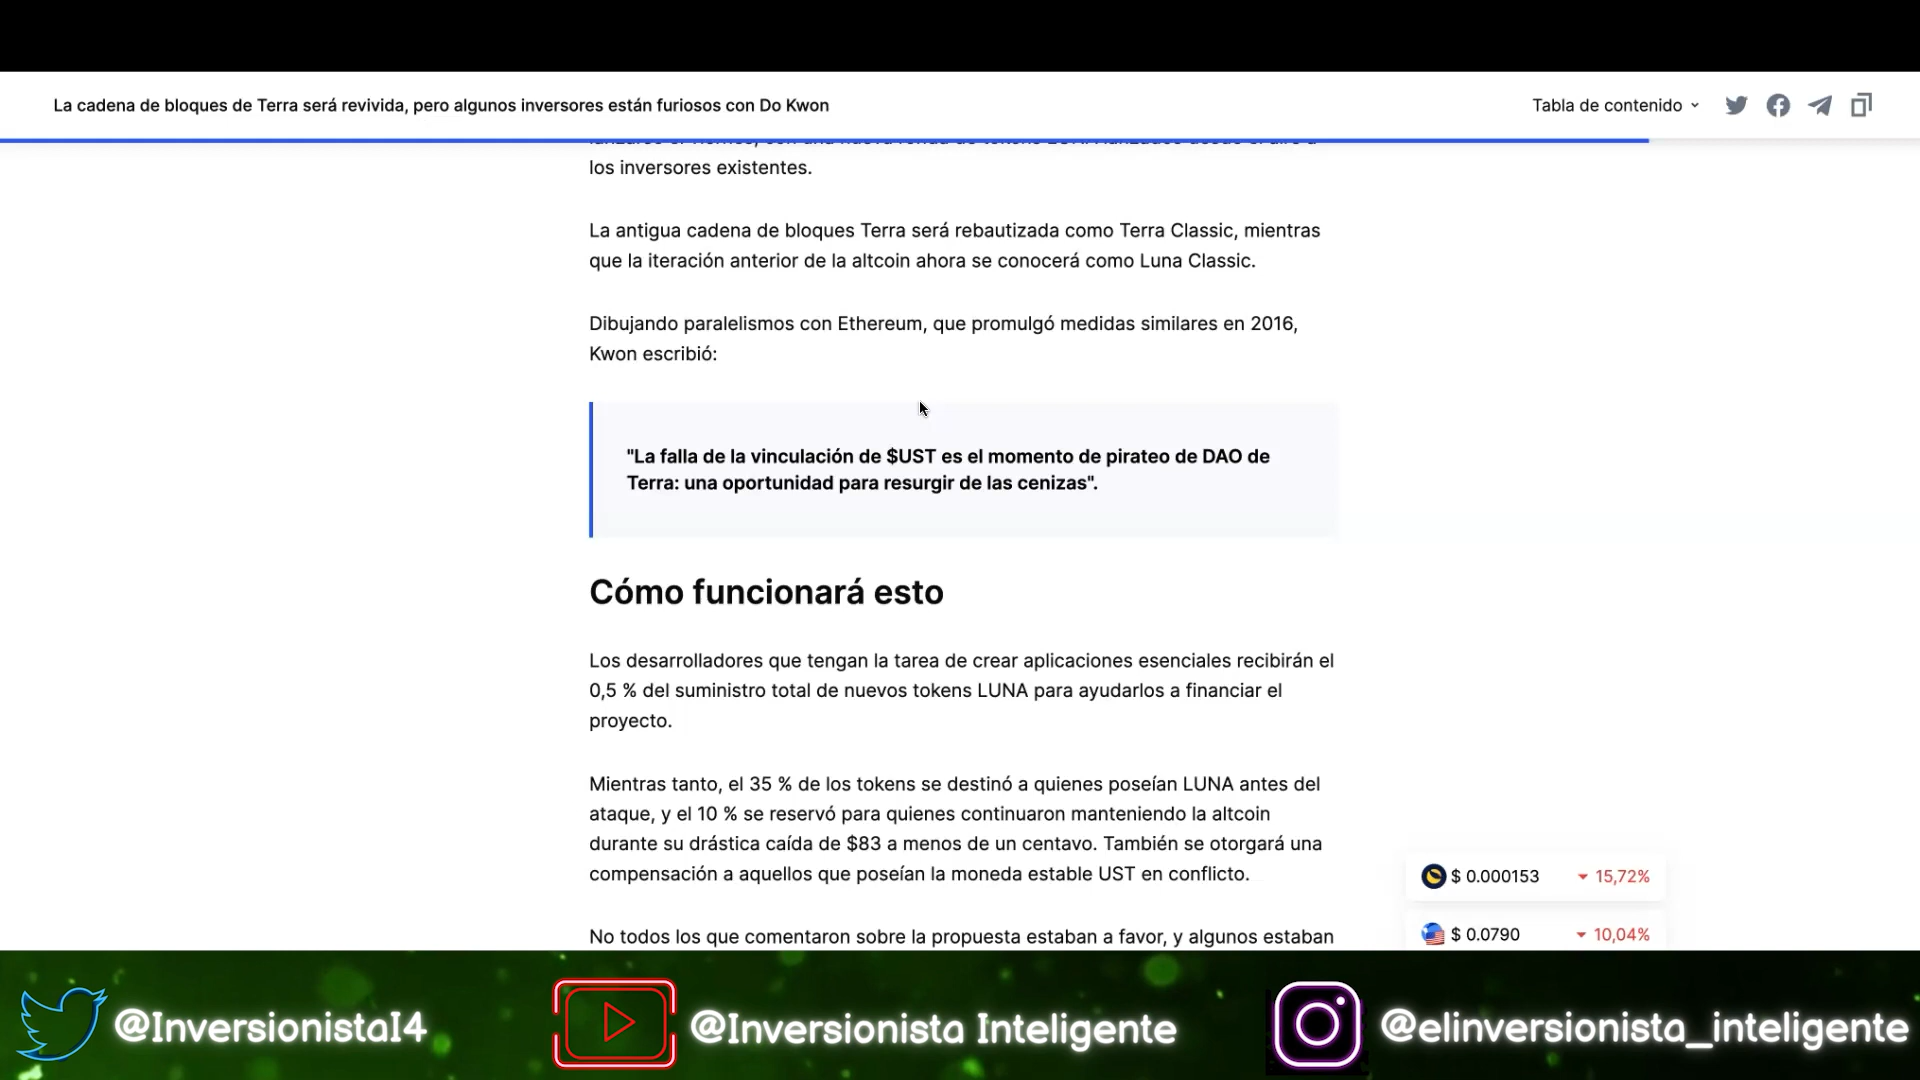 La cadena de bloques de Terra será revivida, pero algunos inversores están furiosos con Do Kwon
Tabla de contenido
los inversores existentes.
La antigua cadena de bloques Terra será rebautizada como Terra Classic, mientras
que la iteración anterior de la altcoin ahora se conocerá como Luna Classic.
Dibujando paralelismos con Ethereum, que promulgó medidas similares en 2016,
Kwon escribió:
"La falla de la vinculación de $UST es el momento de pirateo de DAO de
Terra: una oportunidad para resurgir de las cenizas".
Cómo funcionará esto
Los desarrolladores que tengan la tarea de crear aplicaciones esenciales recibirán el
0,5 % del suministro total de nuevos tokens LUNA para ayudarlos a financiar el
proyecto.
Mientras tanto, el 35 % de los tokens se destinó a quienes poseían LUNA antes del
ataque, y el 10 % se reservó para quienes continuaron manteniendo la altcoin
durante su drástica caída de $83 a menos de un centavo. También se otorgará una
compensación a aquellos que poseían la moneda estable UST en conflicto.
No todos los que comentaron sobre la propuesta estaban a favor, y algunos estaban
$ 0.000153 15,72%
$ 0.0790 10,04%
@InversionistaI4
@Inversionista Inteligente
@elinversionista_inteligente